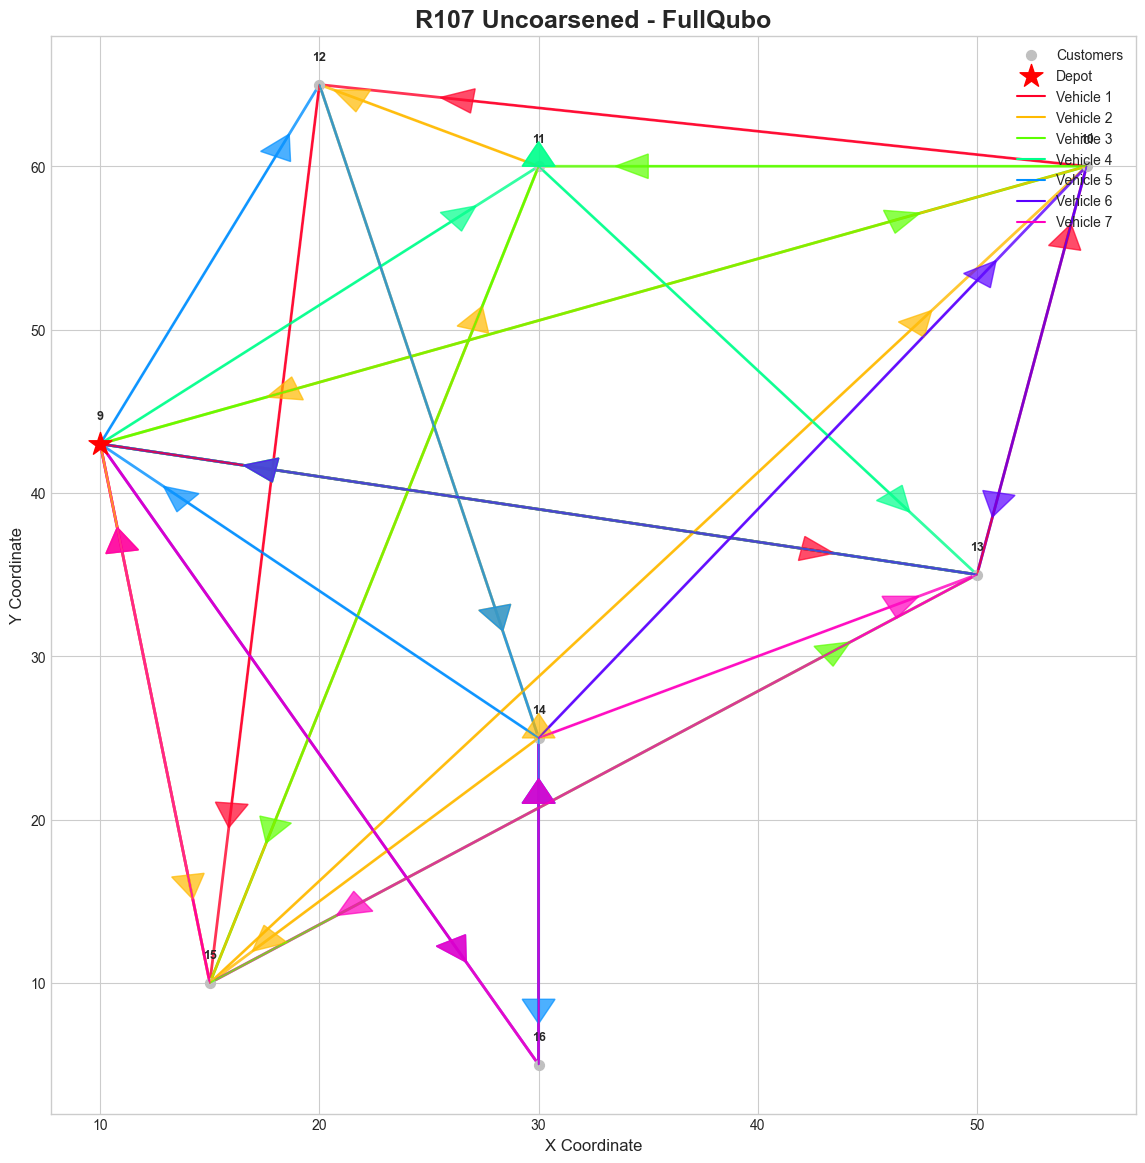 R107 Uncoarsened - FullQubo
Customers
Depot
Vehicle 1
Vehicle 2
Vehicle 3
Vehicle 4
Vehicle 5
Vehicle 6
Vehicle 7
12
11
10
9
13
14
15
16
60
50
40
30
20
10
Y Coordinate
10
20
30
40
50
X Coordinate